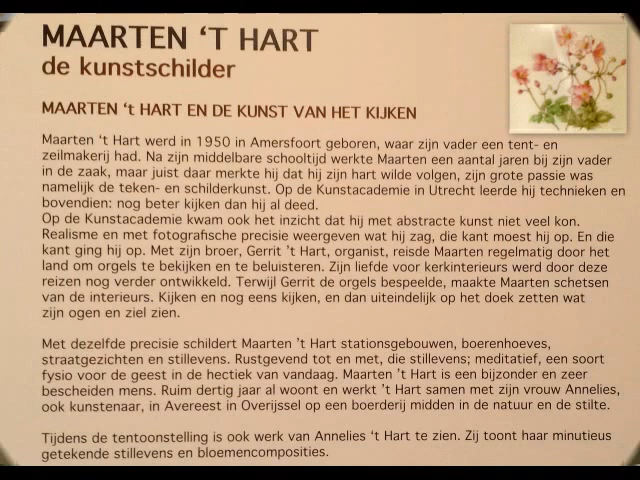 MAARTEN ‘T HART
de kunstschilder
MAARTEN ‘t HART EN DE KUNST VAN HET KIJKEN
Maarten ‘t Hart werd in 1950 in Amersfoort geboren, waar zijn vader een tent- en
zeilmakerij had. Na zijn middelbare schooltijd werkte Maarten een aantal jaren bij zijn vader
in de zaak, maar juist daar merkte hij dat hij zijn hart wilde volgen, zijn grote passie was
namelijk de teken- en schilderkunst. Op de Kunstacademie in Utrecht leerde hij technieken en
bovendien: nog beter kijken dan hij al deed.
Op de Kunstacademie kwam ook het inzicht dat hij met abstracte kunst niet veel kon.
Realisme en met fotografische precisie weergeven wat hij zag, die kant moest hij op. En die
kant ging hij op. Met zijn broer, Gerrit ’t Hart, organist, reisde Maarten regelmatig door het
land om orgels te bekijken en te beluisteren. Zijn liefde voor kerkinterieurs werd door deze
reizen nog verder ontwikkeld. Terwijl Gerrit de orgels bespeelde, maakte Maarten schetsen
van de interieurs. Kijken en nog eens kijken, en dan uiteindelijk op het doek zetten wat
zijn ogen en ziel zien.
Met dezelfde precisie schildert Maarten ’t Hart stationsgebouwen, boerenhoeves,
straatgezichten en stillevens. Rustgevend tot en met, die stillevens; meditatief, een soort
fysio voor de geest in de hectiek van vandaag. Maarten ’t Hart is een bijzonder en zeer
bescheiden mens. Ruim dertig jaar al woont en werkt ’t Hart samen met zijn vrouw Annelies,
ook kunstenaar, in Avereest in Overijssel op een boerderij midden in de natuur en de stilte.
Tijdens de tentoonstelling is ook werk van Annelies ‘t Hart te zien. Zij toont haar minutieus
getekende stillevens en bloemencomposities.